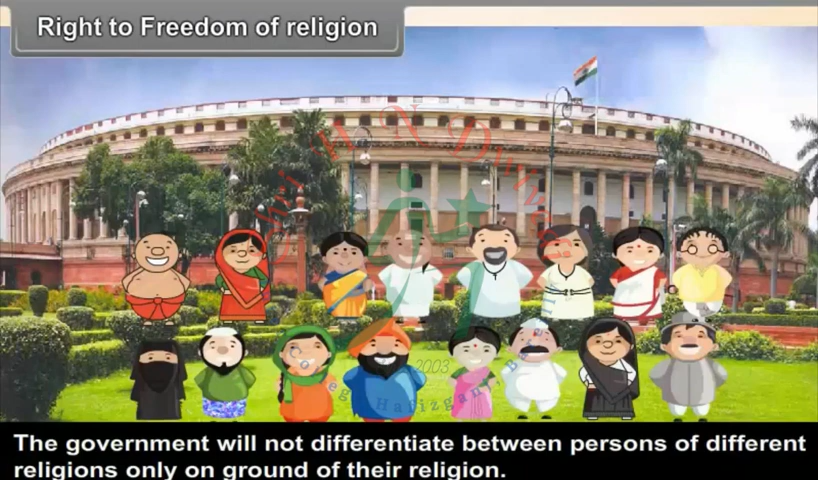 Right to Freedom of religion
2003
The government will not differentiate between persons of different
religions only on ground of their religion.